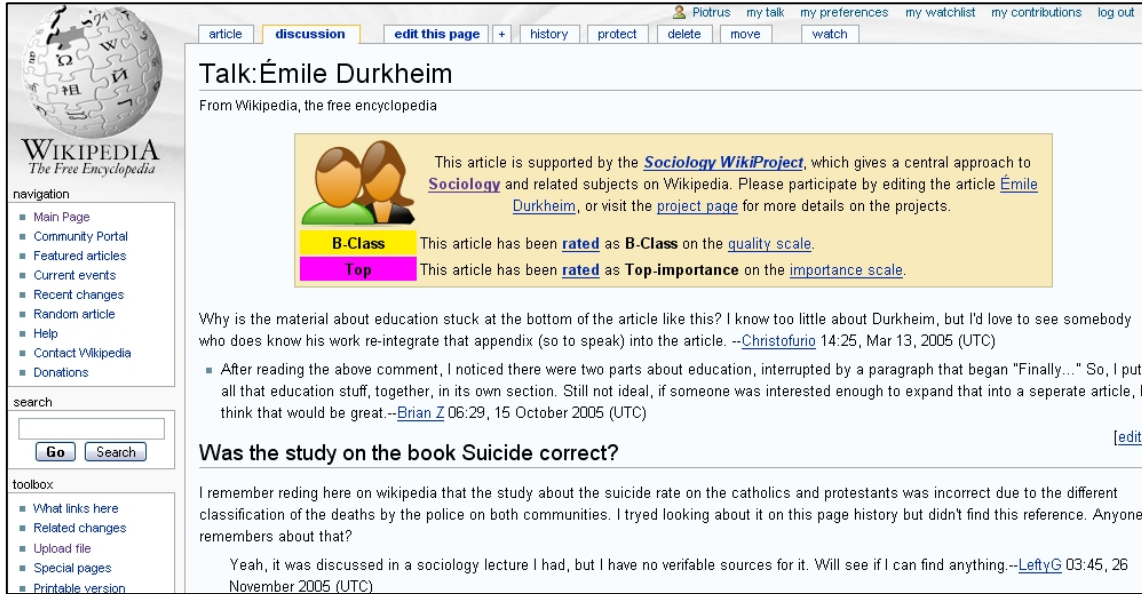 Piotrus my talk my preferences my watchlist my contributions log out
article discussion edit this page + history protect delete move watch
Talk:Émile Durkheim
From Wikipedia, the free encyclopedia
This article is supported by the Sociology WikiProject, which gives a central approach to
Sociology and related subjects on Wikipedia. Please participate by editing the article Émile
Durkheim, or visit the project page for more details on the projects.
B-Class This article has been rated as B-Class on the quality scale.
Top This article has been rated as Top-importance on the importance scale.
Why is the material about education stuck at the bottom of the article like this? I know too little about Durkheim, but I'd love to see somebody
who does know his work re-integrate that appendix (so to speak) into the article. --Christofurio 14:25, Mar 13, 2005 (UTC)
After reading the above comment, I noticed there were two parts about education, interrupted by a paragraph that began "Finally..." So, I put
all that education stuff, together, in its own section. Still not ideal, if someone was interested enough to expand that into a seperate article, I
think that would be great.--Brian Z 06:29, 15 October 2005 (UTC)
[edit
Was the study on the book Suicide correct?
I remember reding here on wikipedia that the study about the suicide rate on the catholics and protestants was incorrect due to the different
classification of the deaths by the police on both communities. I tryed looking about it on this page history but didn't find this reference. Anyone
remembers about that?
Yeah, it was discussed in a sociology lecture I had, but I have no verifable sources for it. Will see if I can find anything.--LeftyG 03:45, 26
November 2005 (UTC)
WIKIPEDIA
The Free Encyclopedia
navigation
Main Page
Community Portal
Featured articles
Current events
Recent changes
Random article
Help
Contact Wikipedia
Donations
search
Go Search
toolbox
What links here
Related changes
Upload file
Special pages
Printable version